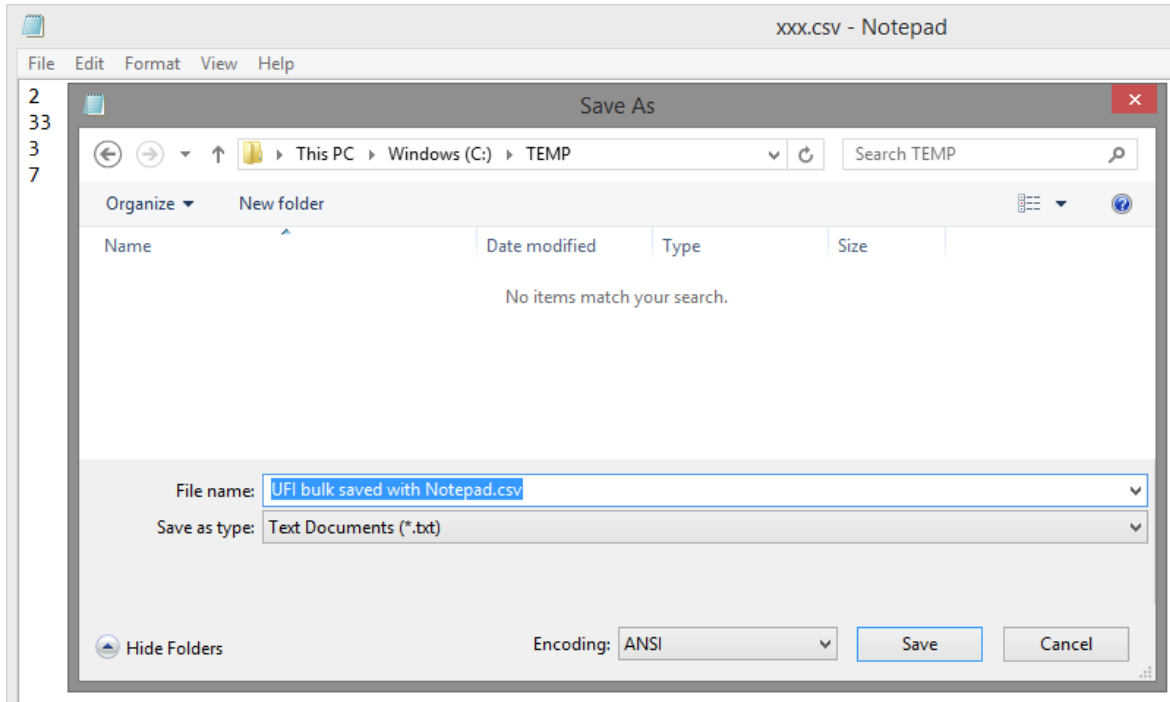 xxx.csv - Notepad
File Edit Format View Help
2
33
3
7
Save As
This PC Windows (C:) TEMP Search TEMP
Organize New folder
Name Date modified Type Size
No items match your search.
File name: UFI bulk saved with Notepad.csv
Save as type: Text Documents (*.txt)
Hide Folders Encoding: ANSI Save Cancel